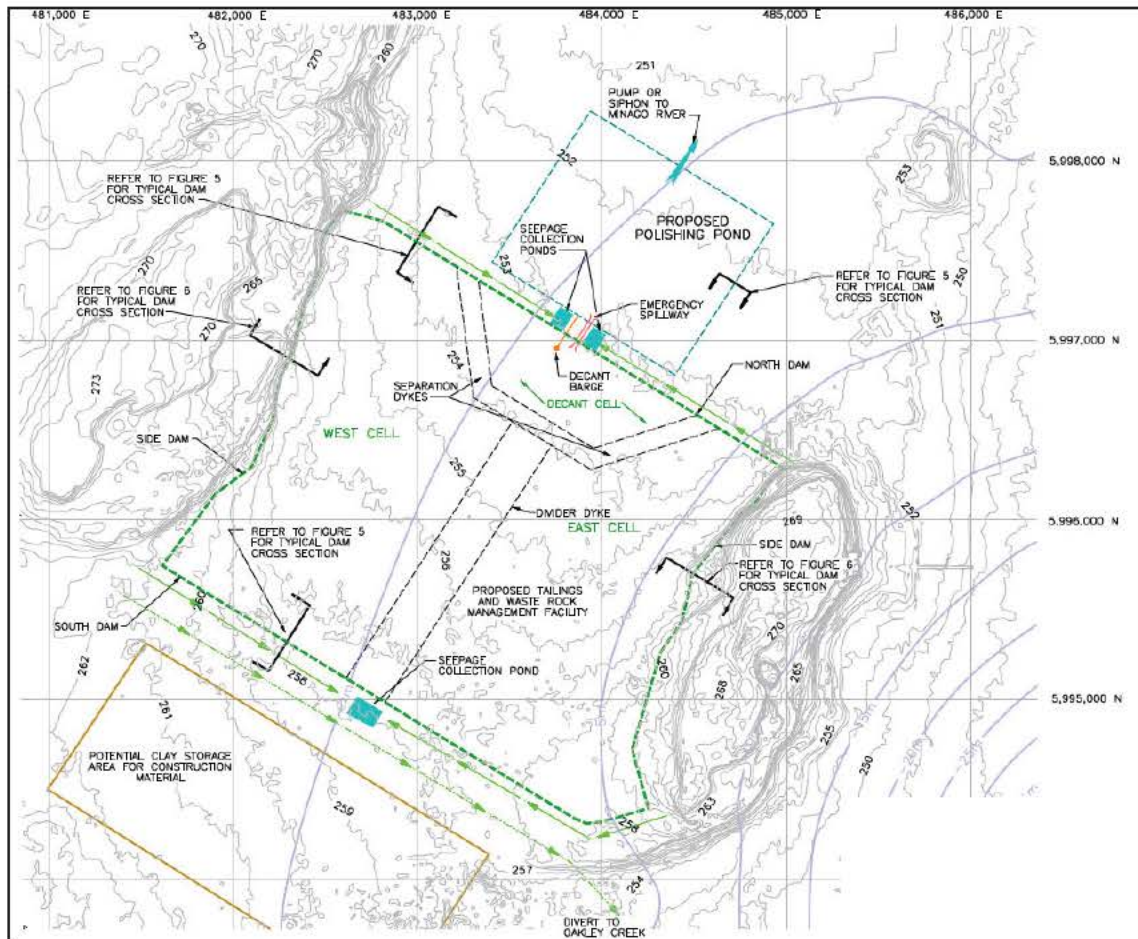 481,000 E
482,000 E
483,000 E
484,000 E
485,000 E
486,000 E
270
270
260
251
PUMP OR
SIPHON TO
MINAGO RIVER
252
253
5,998,000 N
REFER TO FIGURE 5
FOR TYPICAL DAM
CROSS SECTION
PROPOSED
POLISHING POND
SEEPAGE
COLLECTION
PONDS
253
270
265
250
251
REFER TO FIGURE 5
FOR TYPICAL DAM
CROSS SECTION
REFER TO FIGURE 6
FOR TYPICAL DAM
CROSS SECTION
270
EMERGENCY
SPILLWAY
5,997,000 N
273
254
DECANT
BARGE
NORTH DAM
SEPARATION
DYKES
DECANT CELL
WEST CELL
SIDE DAM
255
252
DIVIDER DYKE
EAST CELL
269
5,996,000 N
REFER TO FIGURE 5
FOR TYPICAL DAM
CROSS SECTION
SIDE DAM
256
REFER TO FIGURE 6
FOR TYPICAL DAM
CROSS SECTION
260
PROPOSED TAILINGS
AND WASTE ROCK
MANAGEMENT FACILITY
SOUTH DAM
270
262
258
SEEPAGE
COLLECTION POND
260
268
265
5,995,000 N
261
255
250
POTENTIAL CLAY STORAGE
AREA FOR CONSTRUCTION
MATERIAL
259
263
258
257
254
DIVERT TO
OAKLEY CREEK